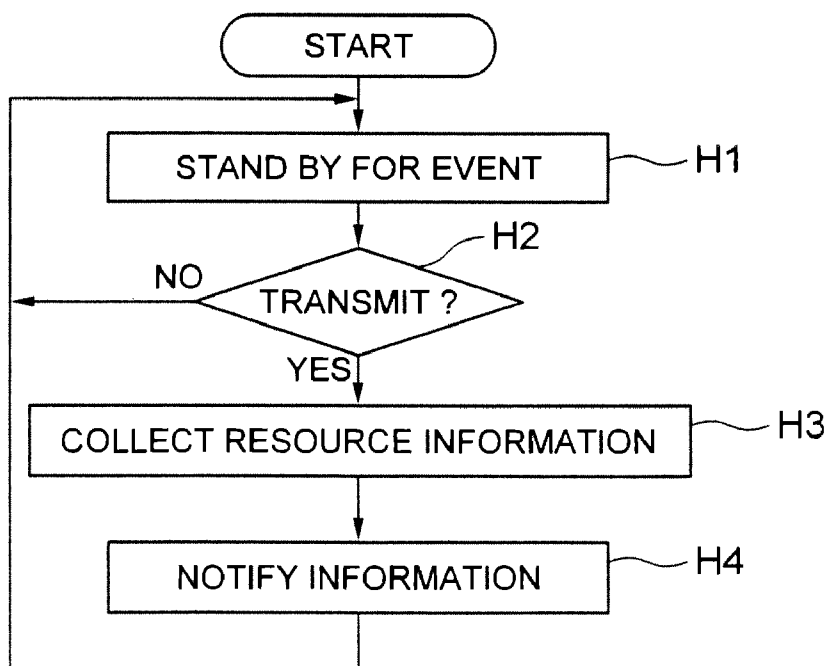 START
STAND BY FOR EVENT
H1
H2
NO
TRANSMIT ?
YES
COLLECT RESOURCE INFORMATION
H3
NOTIFY INFORMATION
H4